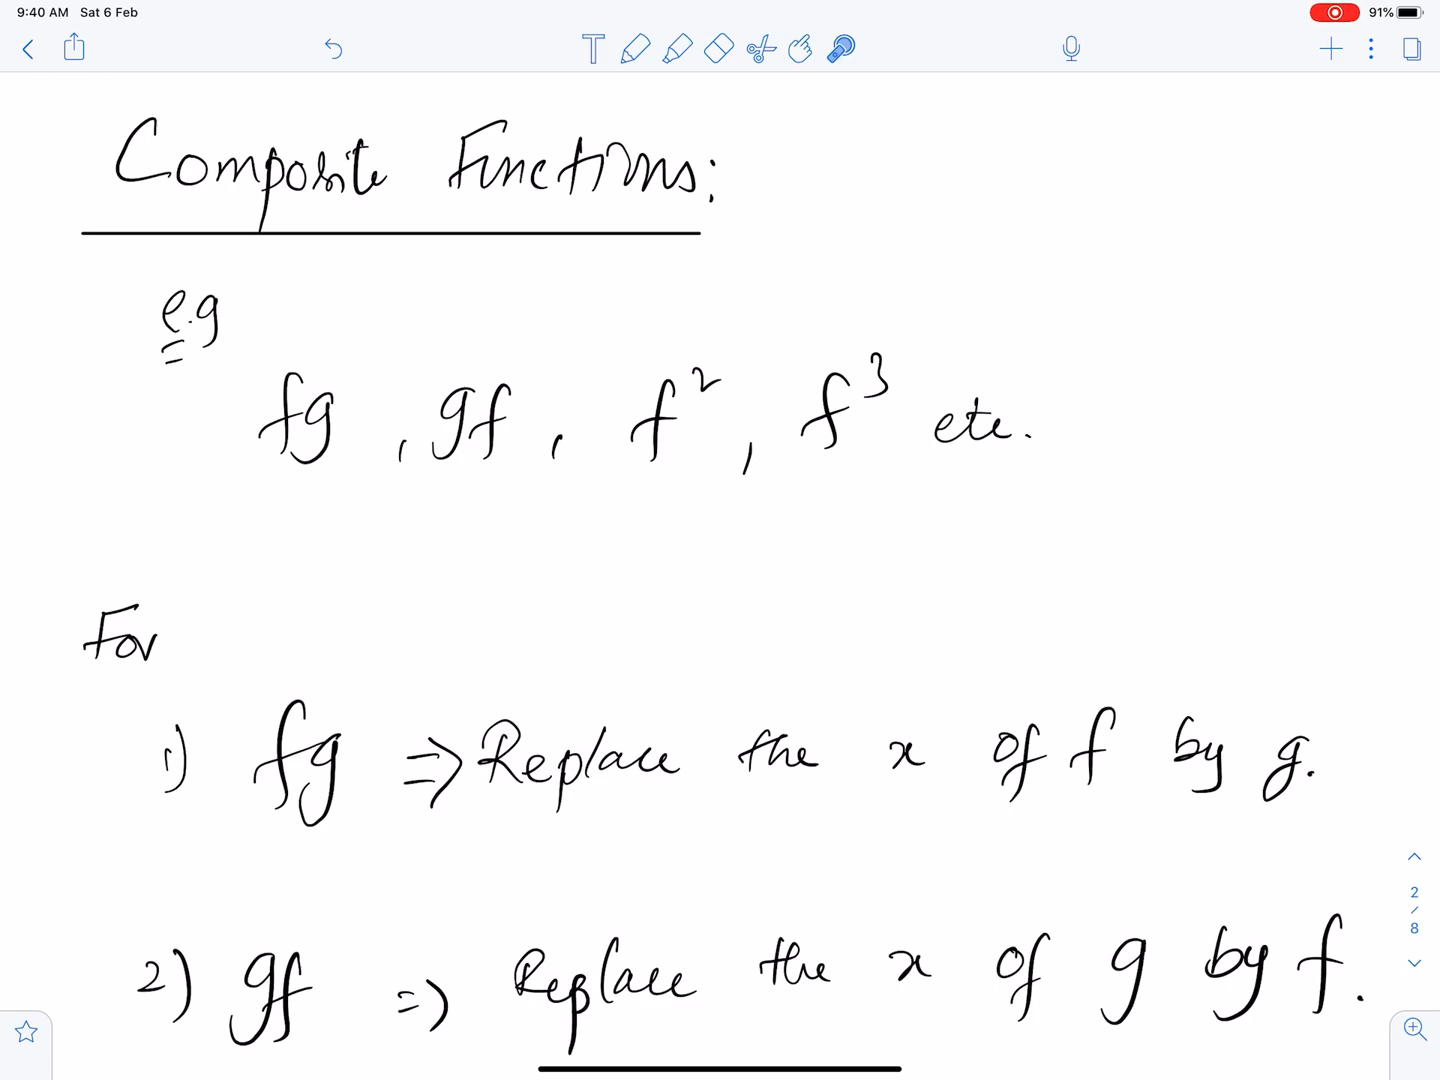 9:40 AM Sat 6 Feb
91%
Composite Functions:
e.g
fg , gf , f² , f³ etc.
For
1) fg => Replace the x of f by g.
2) gf => Replace the x of g by f.
2
/
8